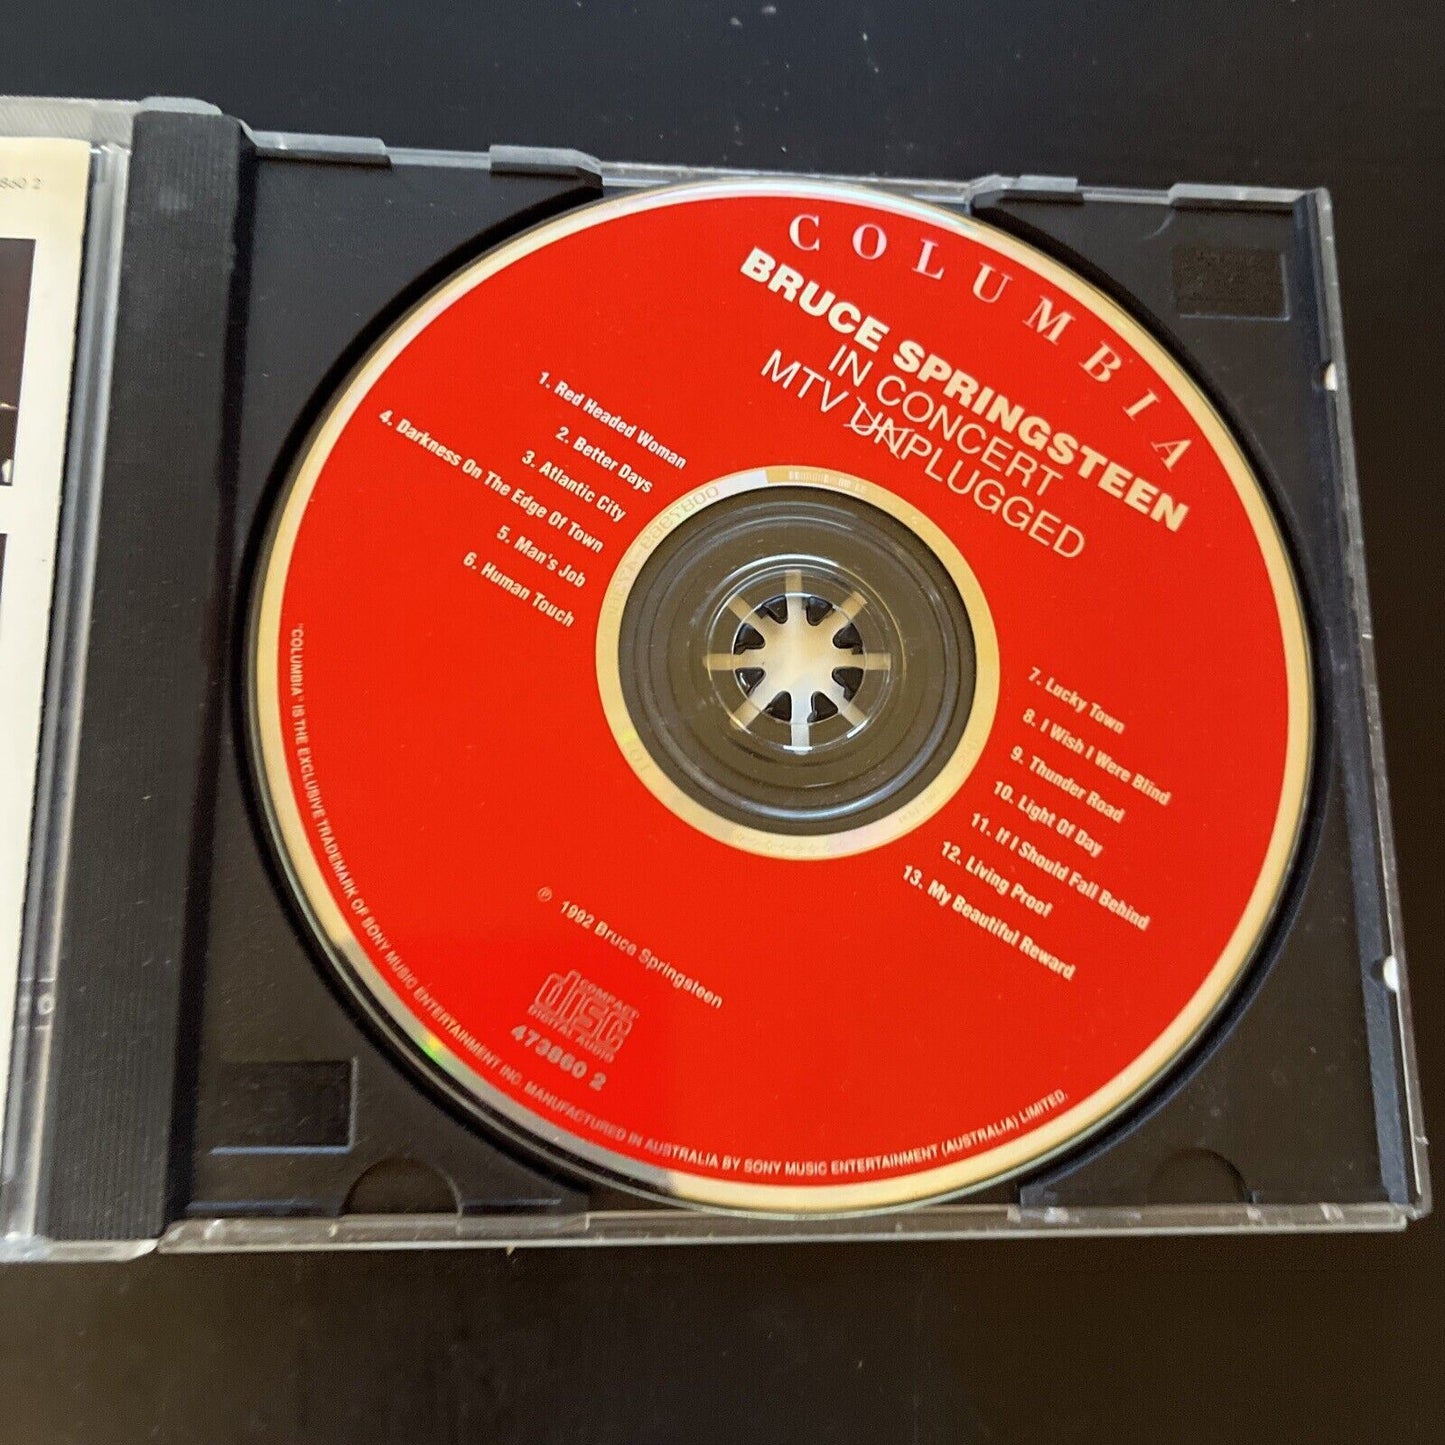 860 2
COLUMBIA
BRUCE SPRINGSTEEN
IN CONCERT
MTV UNPLUGGED
1. Red Headed Woman
2. Better Days
3. Atlantic City
4. Darkness On The Edge Of Town
5. Man's Job
6. Human Touch
7. Lucky Town
8. I Wish I Were Blind
9. Thunder Road
10. Light Of Day
11. If I Should Fall Behind
12. Living Proof
13. My Beautiful Reward
℗ 1992 Bruce Springsteen
COMPACT
disc
DIGITAL AUDIO
473860 2
"COLUMBIA" IS THE EXCLUSIVE TRADEMARK OF SONY MUSIC ENTERTAINMENT INC. MANUFACTURED IN AUSTRALIA BY SONY MUSIC ENTERTAINMENT (AUSTRALIA) LIMITED.